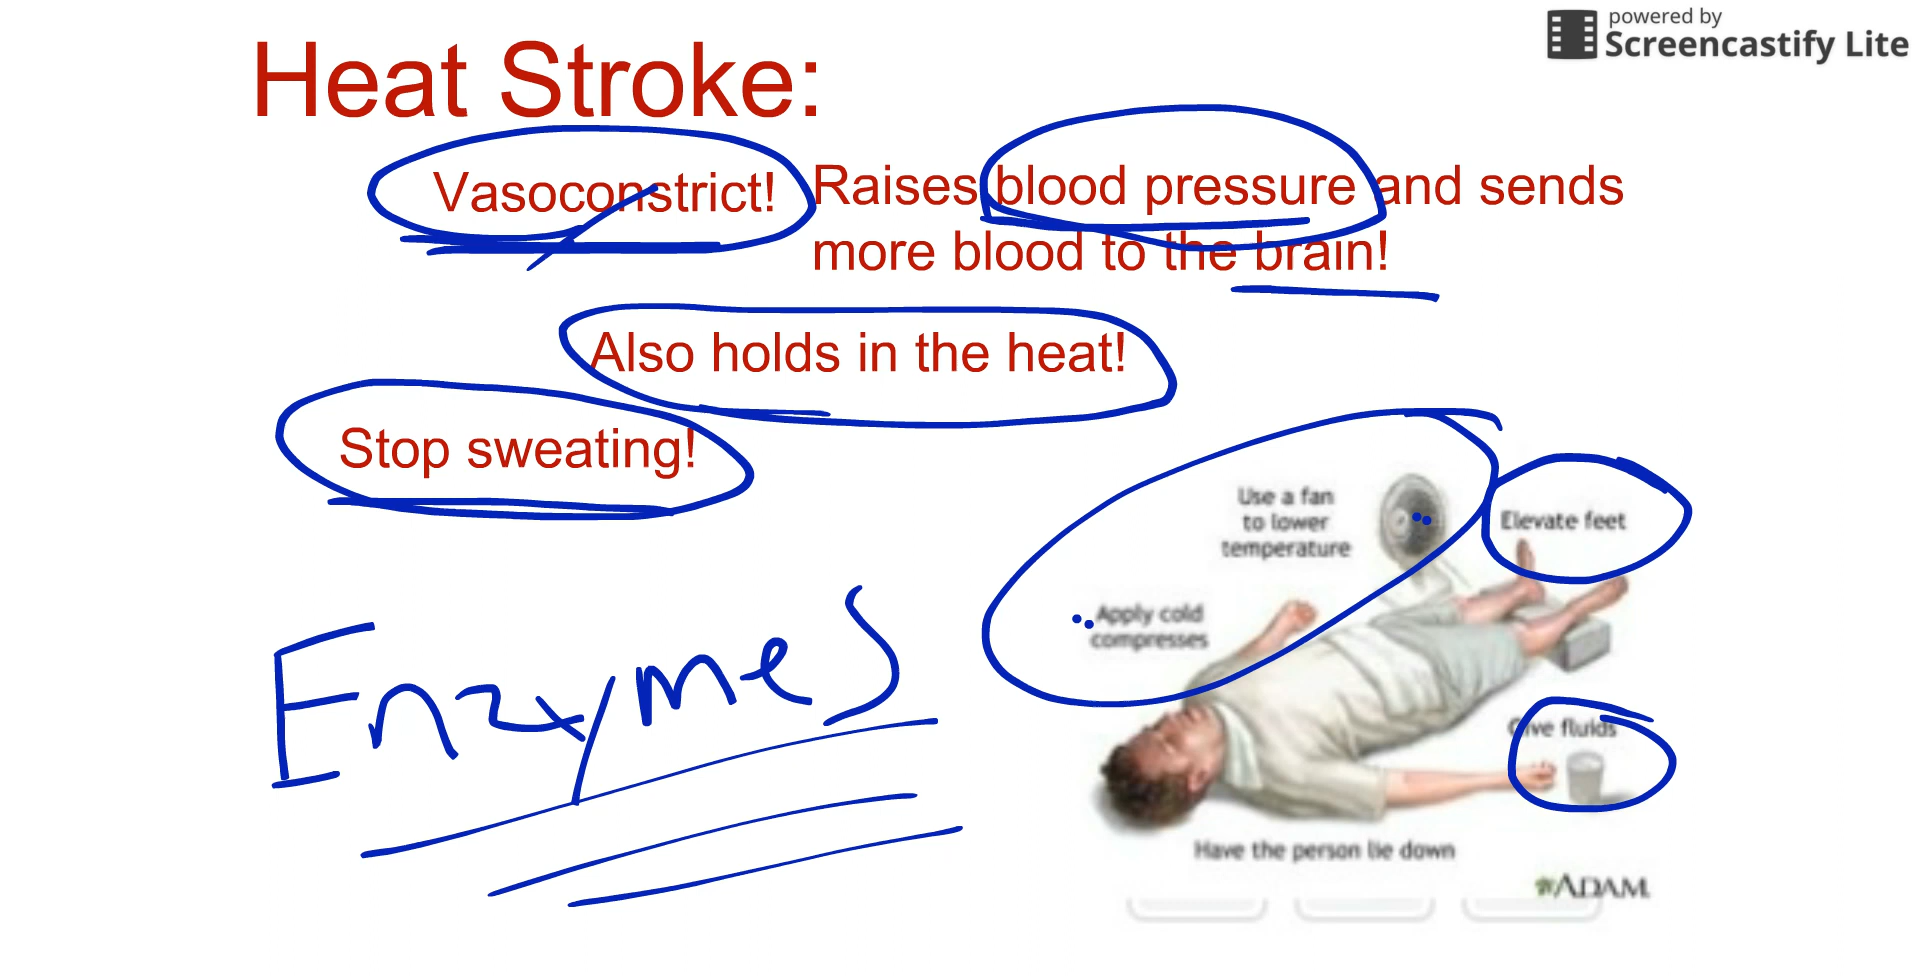 powered by
Screencastify Lite
Heat Stroke:
Vasoconstrict! Raises blood pressure and sends
more blood to the brain!
Also holds in the heat!
Stop sweating!
Use a fan
to lower
temperature
Elevate feet
Apply cold
compresses
Enzymes
Give fluids
Have the person lie down
ADAM